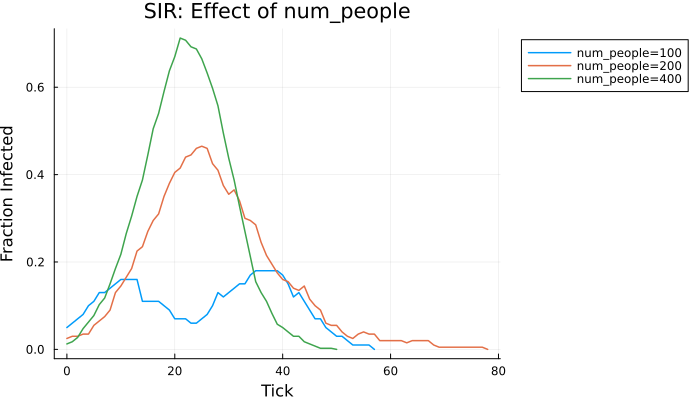 SIR: Effect of num_people
num_people=100
num_people=200
num_people=400
Fraction Infected
0.6
0.4
0.2
0.0
0 20 40 60 80
Tick